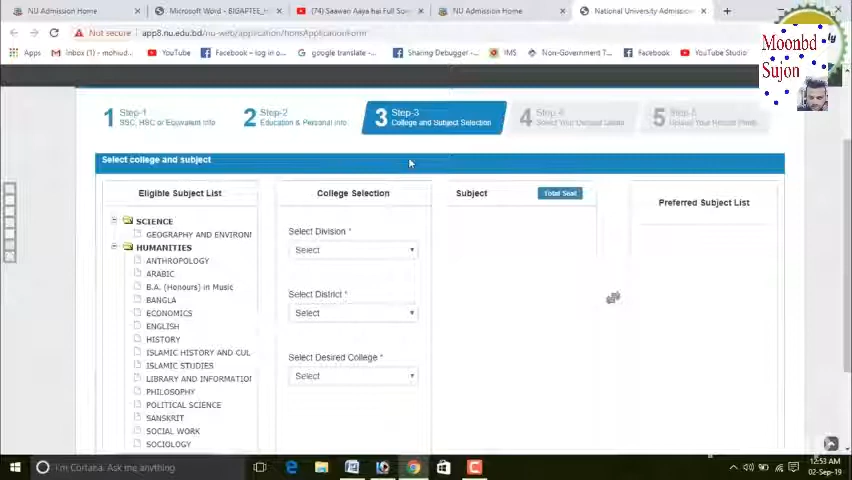 NU Admission Home
Microsoft Word - BIGAPTEE_H
(74) Saawan Aaya hai Full Son
NU Admission Home
National University Admission
Not secure
app8.nu.edu.bd/nu-web/application/honsApplicationForm
Apps
Inbox (10) - mohiud
YouTube
Facebook – log in o
google translate -
Sharing Debugger -
IMS
Non-Government T
Facebook
YouTube Studio
Moonbd
Sujon
1 Step-1
SSC, HSC or Equivalent Info
2 Step-2
Education & Personal Info
3 Step-3
College and Subject Selection
4 Step-4
5 Step-5
Select college and subject
Eligible Subject List
College Selection
Subject
Total Seat
Preferred Subject List
SCIENCE
GEOGRAPHY AND ENVIRON
HUMANITIES
ANTHROPOLOGY
ARABIC
B.A. (Honours) in Music
BANGLA
ECONOMICS
ENGLISH
HISTORY
ISLAMIC HISTORY AND CUL
ISLAMIC STUDIES
LIBRARY AND INFORMATION
PHILOSOPHY
POLITICAL SCIENCE
SANSKRIT
SOCIAL WORK
SOCIOLOGY
Select Division *
Select
Select District *
Select
Select Desired College *
Select
I'm Cortana. Ask me anything
12:53 AM
02-Sep-19